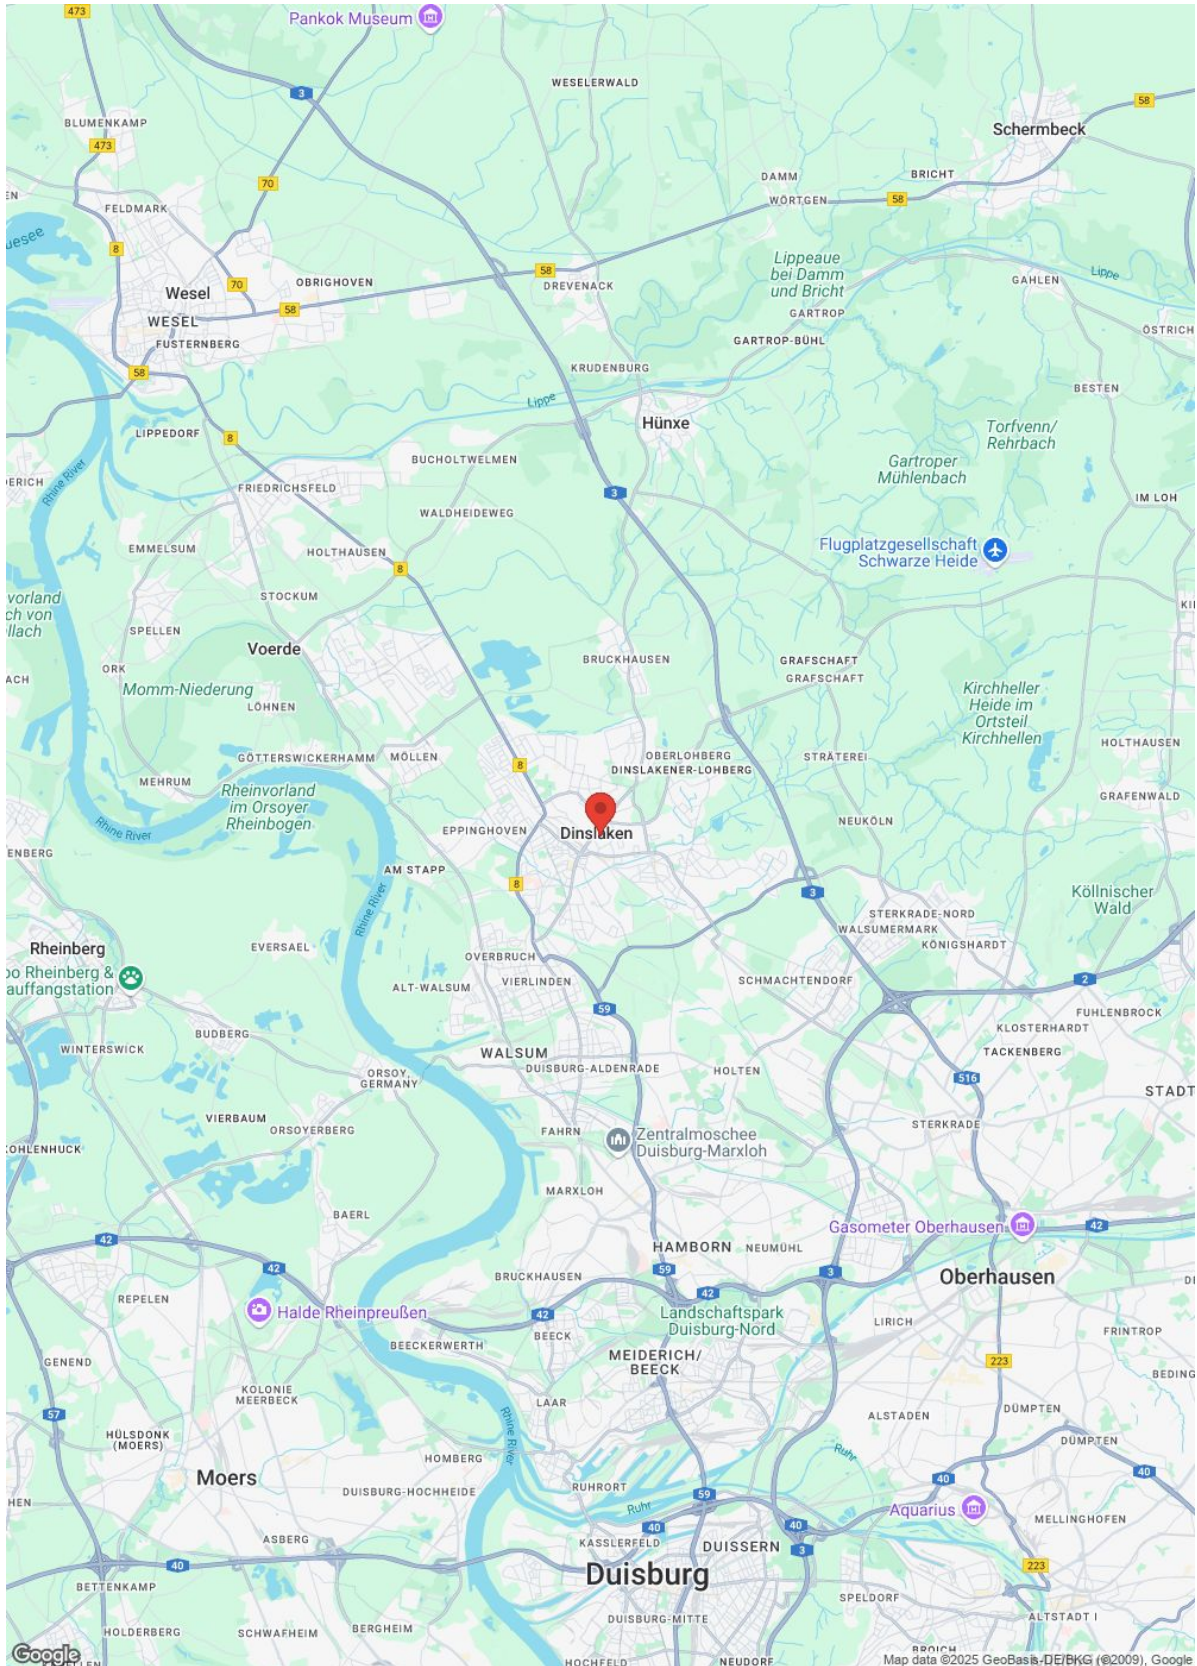 473
Pankok Museum
3
WESELERWALD
58
BLUMENKAMP
473
Schermbeck
70
DAMM
BRICHT
WÖRTGEN
58
FELDMARK
8
Lippeaue
bei Damm
und Bricht
Lippe
58
70
OBRIGHOVEN
DREVENACK
GAHLEN
Wesel
58
GARTROP
WESEL
FUSTERNBERG
GARTROP-BÜHL
ÖSTRICH
58
KRUDENBURG
BESTEN
Lippe
Hünxe
LIPPEDORF
8
Torfvenn/
Rehrbach
BUCHOLTWELMEN
Gartroper
Mühlenbach
Rhine River
FRIEDRICHSFELD
3
IM LOH
WALDHEIDEWEG
EMMELSUM
HOLTHAUSEN
8
Flugplatzgesellschaft
Schwarze Heide
STOCKUM
SPELLEN
Voerde
BRUCKHAUSEN
GRAFSCHAFT
GRAFSCHAFT
ORK
Momm-Niederung
LÖHNEN
Kirchheller
Heide im
Ortsteil
Kirchhellen
GÖTTERSWICKERHAMM
MÖLLEN
8
OBERLOHBERG
DINSLAKENER-LOHBERG
STRÄTEREI
HOLTHAUSEN
MEHRUM
Rheinvorland
im Orsoyer
Rheinbogen
GRAFENWALD
Rhine River
EPPINGHOVEN
Dinslaken
NEUKÖLN
AM STAPP
8
3
Köllnischer
Wald
Rhine River
STERKRADE-NORD
WALSUMERMARK
KÖNIGSHARDT
Rheinberg
EVERSAEL
OVERBRUCH
ALT-WALSUM
VIERLINDEN
SCHMACHTENDORF
2
59
FUHLENBROCK
BUDBERG
KLOSTERHARDT
WINTERSWICK
WALSUM
TACKENBERG
DUISBURG-ALDENRADE
HOLTEN
ORSOY,
GERMANY
516
VIERBAUM
ORSOYERBERG
FAHRN
Zentralmoschee
Duisburg-Marxloh
STERKRADE
MARXLOH
BAERL
Gasometer Oberhausen
42
42
HAMBORN
NEUMÜHL
42
BRUCKHAUSEN
59
3
Oberhausen
REPELEN
Halde Rheinpreußen
42
42
Landschaftspark
Duisburg-Nord
BEECK
BEECKERWERTH
LIRICH
FRINTROP
MEIDERICH/
BEECK
GENEND
223
KOLONIE
MEERBECK
LAAR
57
ALSTADEN
DÜMPTEN
HÜLSDONK
(MOERS)
Rhine River
DÜMPTEN
HOMBERG
Ruhr
Moers
40
40
RUHRORT
DUISBURG-HOCHHEIDE
59
Ruhr
Aquarius
MELLINGHOFEN
40
40
ASBERG
KASSLERFELD
DUISSERN
3
40
Duisburg
223
BETTENKAMP
SPELDORF
DUISBURG-MITTE
ALTSTADT I
HOLDERBERG
SCHWAFHEIM
BERGHEIM
BROICH
Google
NEUDORF
Map data ©2025 GeoBasis-DE/BKG (©2009), Google